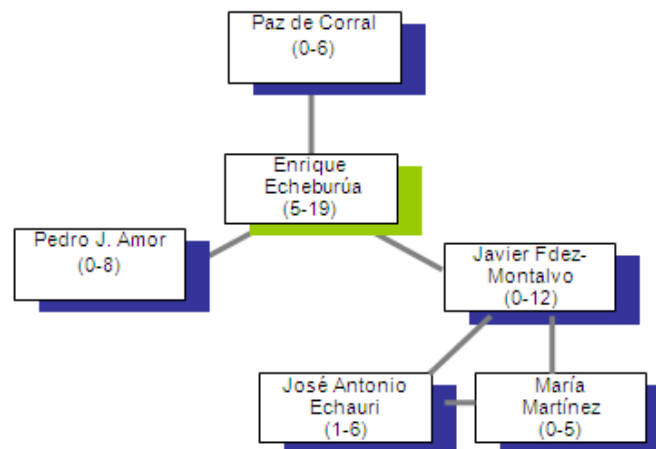 Paz de Corral
(0-6)
Enrique
Echeburúa
(5-19)
Pedro J. Amor
(0-8)
Javier Fdez-
Montalvo
(0-12)
José Antonio
Echauri
(1-6)
María
Martínez
(0-5)